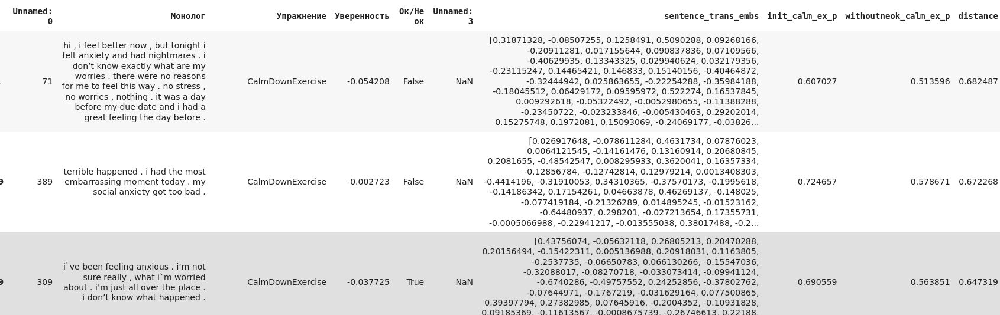 Unnamed: 0 Монолог Упражнение Уверенность Ок/Не ок Unnamed: 3 sentence_trans_embs init_calm_ex_p withoutneok_calm_ex_p distance
71
hi , i feel better now , but tonight i
felt anxiety and had nightmares . i
don’t know exactly what are my
worries . there were no reasons
for me to feel this way . no stress ,
no worries , nothing . it was a day
before my due date and i had a
great feeling the day before .
CalmDownExercise
-0.054208
False
NaN
[0.31871328, -0.08507255, 0.1258491, 0.5090288, 0.09268166,
-0.20911281, 0.017155644, 0.090837836, 0.07109566,
-0.40629935, 0.13343325, 0.029940624, 0.032179356,
-0.23115247, 0.14465421, 0.146833, 0.15140156, -0.40464872,
-0.32444942, 0.025863655, -0.22254288, -0.35984188,
-0.18045512, 0.06429172, 0.09595972, 0.522274, 0.16537845,
0.009292618, -0.05322492, -0.0052980655, -0.11388288,
-0.23450722, -0.023233846, -0.005430463, 0.29202014,
0.15275748, 0.1972081, 0.15093069, -0.24069177, -0.03826...
0.607027
0.513596
0.682487
9
389
terrible happened . i had the most
embarrassing moment today . my
social anxiety got too bad .
CalmDownExercise
-0.002723
False
NaN
[0.026917648, -0.078611284, 0.4631734, 0.07876023,
0.0064121545, -0.14161476, 0.13160914, 0.20680845,
0.2081655, -0.48542547, 0.008295933, 0.3620041, 0.16357334,
-0.12856784, -0.12742814, 0.12979214, 0.0013408303,
-0.4414196, -0.31910053, 0.34310365, -0.37570173, -0.1995618,
-0.14186342, 0.17154261, 0.04663878, 0.46269137, -0.148025,
-0.077419184, -0.21326289, 0.014895245, -0.01523162,
-0.64480937, 0.298201, -0.027213654, 0.17355731,
-0.0005066988, -0.22941217, -0.013555038, 0.38017488, -0.2...
0.724657
0.578671
0.672268
9
309
i`ve been feeling anxious . i’m not
sure really , what i`m worried
about . i’m just all over the place .
i don’t know what happened .
CalmDownExercise
-0.037725
True
NaN
[0.43756074, -0.05632118, 0.26805213, 0.20470288,
0.20156494, -0.15422311, 0.005136988, 0.20918031, 0.1163805,
-0.2537735, -0.06650783, 0.066130266, -0.15547036,
-0.32088017, -0.08270718, -0.033073414, -0.09941124,
-0.6740286, -0.49757552, 0.24252856, -0.37802762,
-0.07644971, -0.1767219, -0.031629164, 0.077500865,
0.39397794, 0.27382985, 0.07645916, -0.2004352, -0.10931828,
0.09185369, -0.11613567, -0.0008675739, -0.26746613, 0.22188,
0.690559
0.563851
0.647319